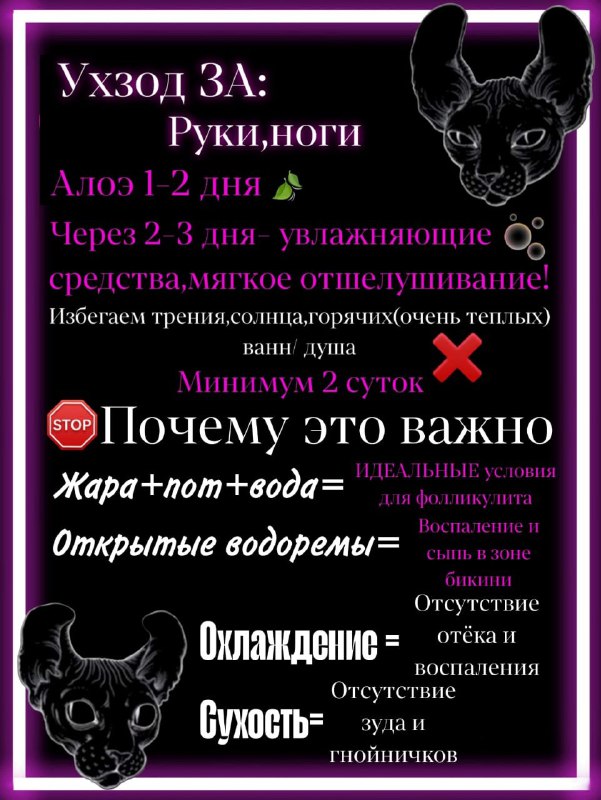 Ухзод ЗА:
Руки,ноги
Алоэ 1-2 дня
Через 2-3 дня- увлажняющие
средства,мягкое отшелушивание!
Избегаем трения,солнца,горячих(очень теплых)
ванн/ душа
Минимум 2 суток
STOP Почему это важно
Жара+пот+вода= ИДЕАЛЬНЫЕ условия
для фолликулита
Открытые водоремы= Воспаление и
сыпь в зоне
бикини
Охлаждение = Отсутствие
отёка и
воспаления
Сухость= Отсутствие
зуда и
гнойничков